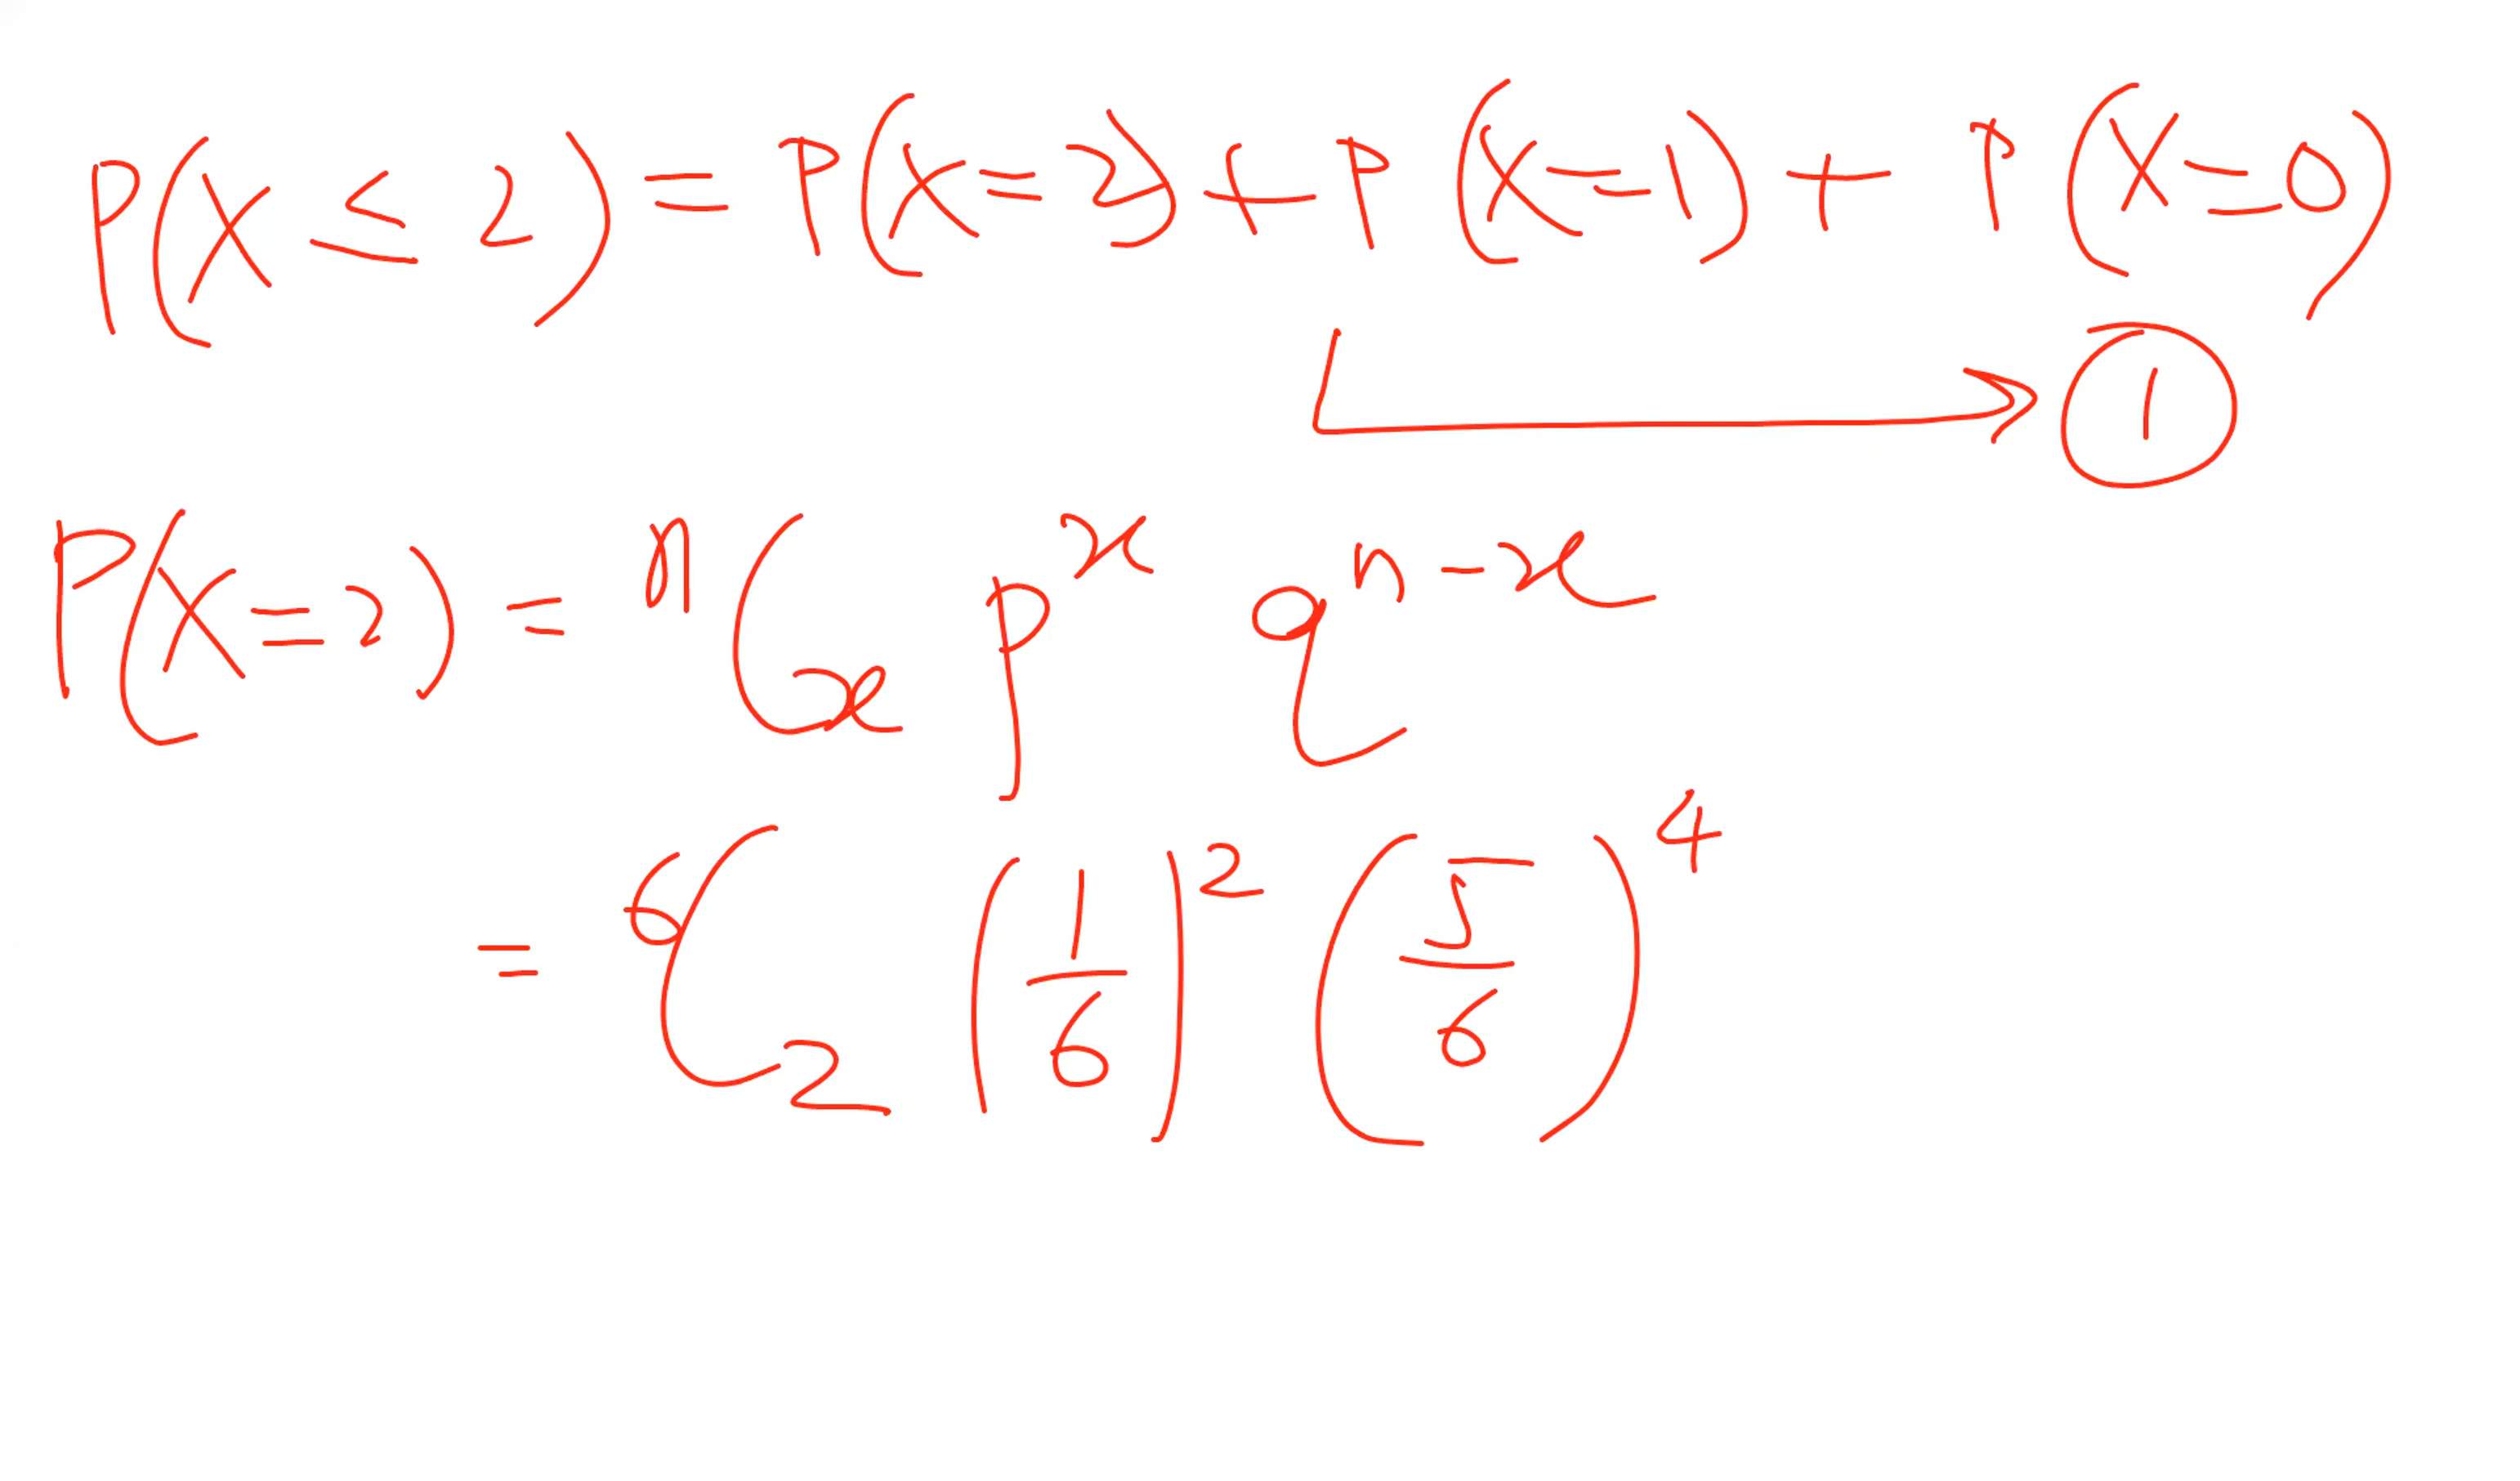 P(X ≤ 2) = P(X = 2) + P(X = 1) + P(X = 0)
→ ①
P(X = 2) = ⁿCₓ pˣ qⁿ⁻ˣ
= ⁶C₂ (1/6)² (5/6)⁴